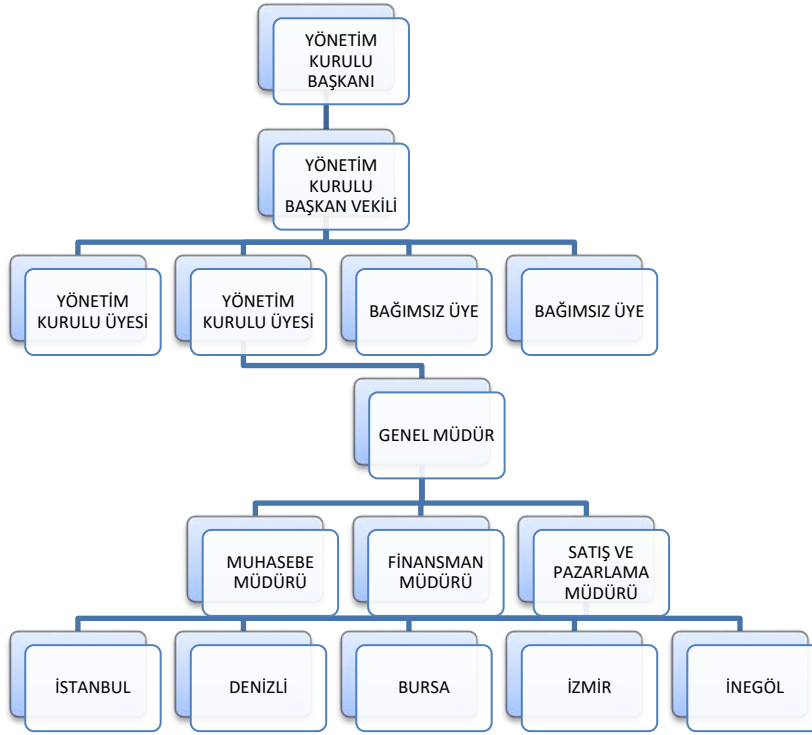 YÖNETİM
KURULU
BAŞKANI
YÖNETİM
KURULU
BAŞKAN VEKİLİ
YÖNETİM
KURULU ÜYESİ
YÖNETİM
KURULU ÜYESİ
BAĞIMSIZ ÜYE
BAĞIMSIZ ÜYE
GENEL MÜDÜR
MUHASEBE
MÜDÜRÜ
FİNANSMAN
MÜDÜRÜ
SATIŞ VE
PAZARLAMA
MÜDÜRÜ
İSTANBUL
DENİZLİ
BURSA
İZMİR
İNEGÖL